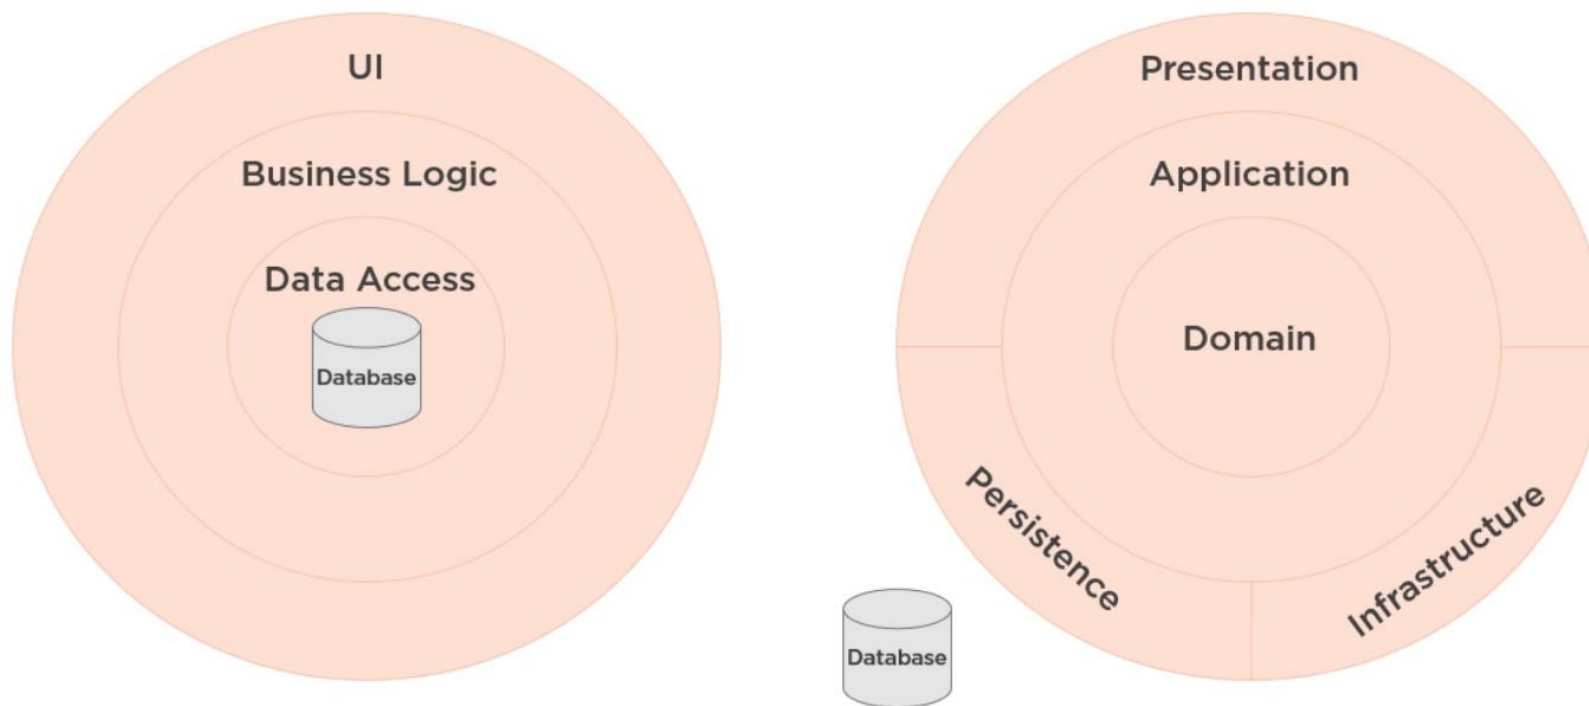 UI
Business Logic
Data Access
Database
Presentation
Application
Domain
Persistence
Infrastructure
Database